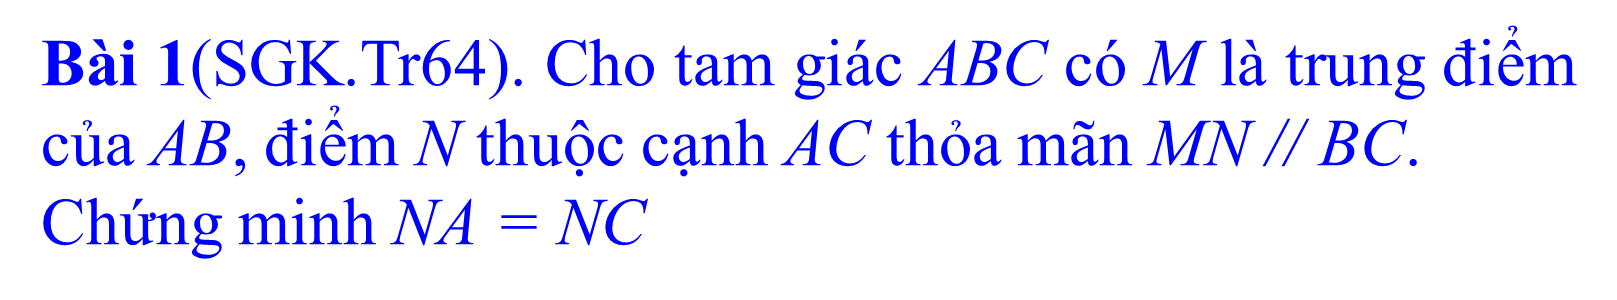 Bài 1(SGK.Tr64). Cho tam giác ABC có M là trung điểm
của AB, điểm N thuộc cạnh AC thỏa mãn MN // BC.
Chứng minh NA = NC